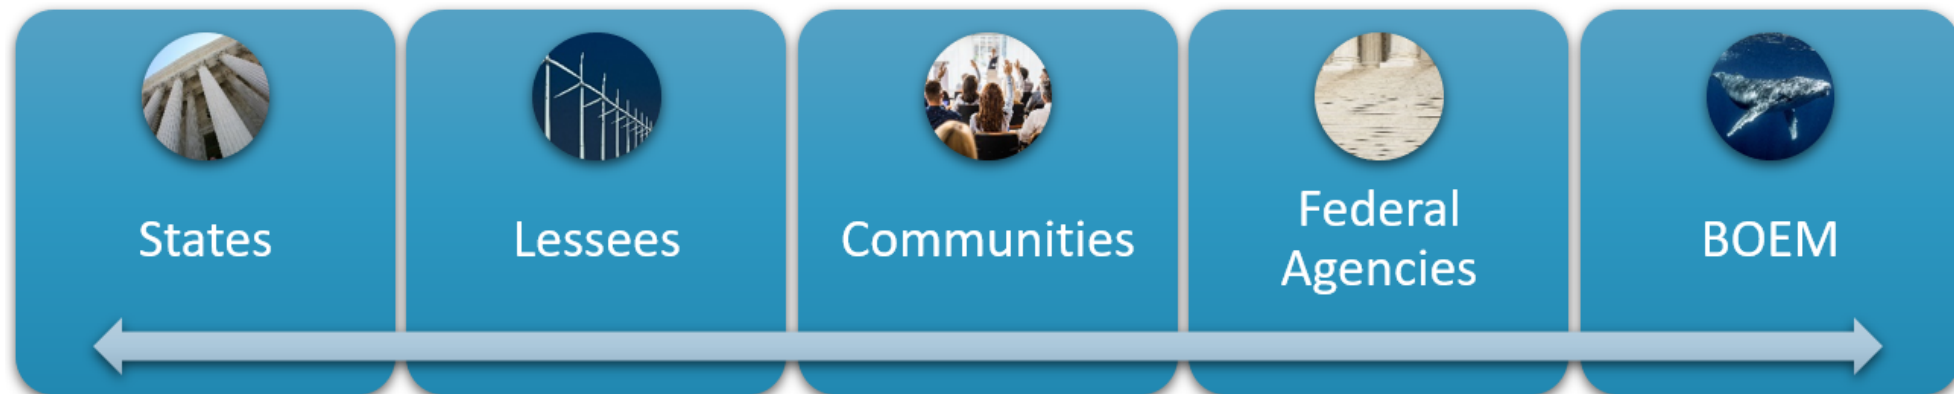 States
Lessees
Communities
Federal
Agencies
BOEM